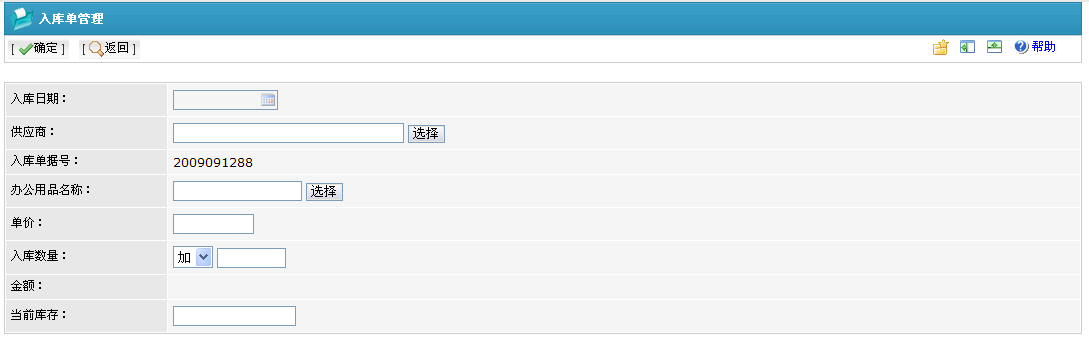 入库单管理
[ 确定 ] [ 返回 ] 帮助
入库日期：
供应商： 选择
入库单据号： 2009091288
办公用品名称： 选择
单价：
入库数量： 加
金额：
当前库存：